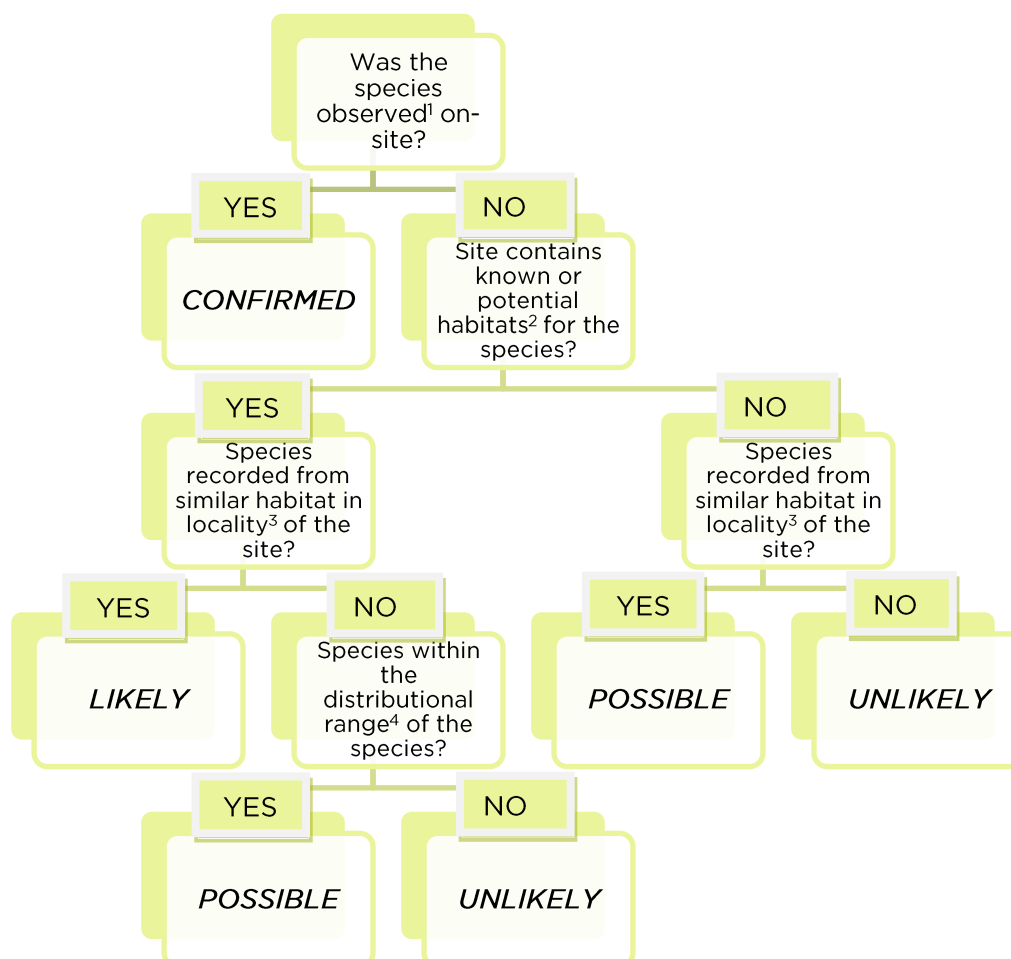 Was the
species
observed¹ on-
site?
YES
NO
CONFIRMED
Site contains
known or
potential
habitats² for the
species?
YES
NO
Species
recorded from
similar habitat in
locality³ of the
site?
Species
recorded from
similar habitat in
locality³ of the
site?
YES
NO
YES
NO
LIKELY
Species within
the
distributional
range⁴ of the
species?
POSSIBLE
UNLIKELY
YES
NO
POSSIBLE
UNLIKELY